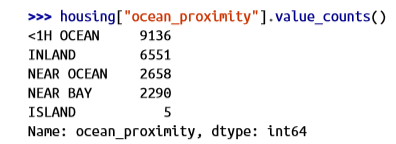 >>> housing["ocean_proximity"].value_counts()
<1H OCEAN     9136
INLAND        6551
NEAR OCEAN    2658
NEAR BAY      2290
ISLAND           5
Name: ocean_proximity, dtype: int64